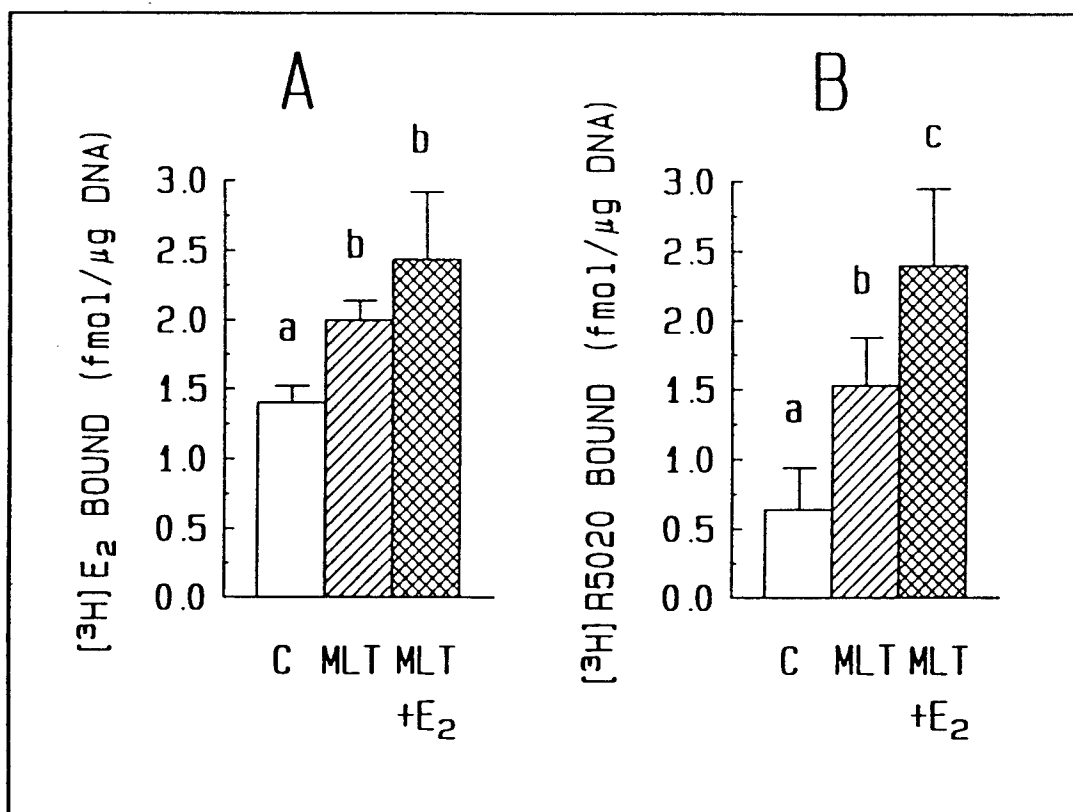 A
[³H]E₂ BOUND (fmol/μg DNA)
3.0
2.5
2.0
1.5
1.0
0.5
0.0
a
b
b
C MLT MLT
+E₂
B
[³H]R5020 BOUND (fmol/μg DNA)
3.0
2.5
2.0
1.5
1.0
0.5
0.0
a
b
c
C MLT MLT
+E₂